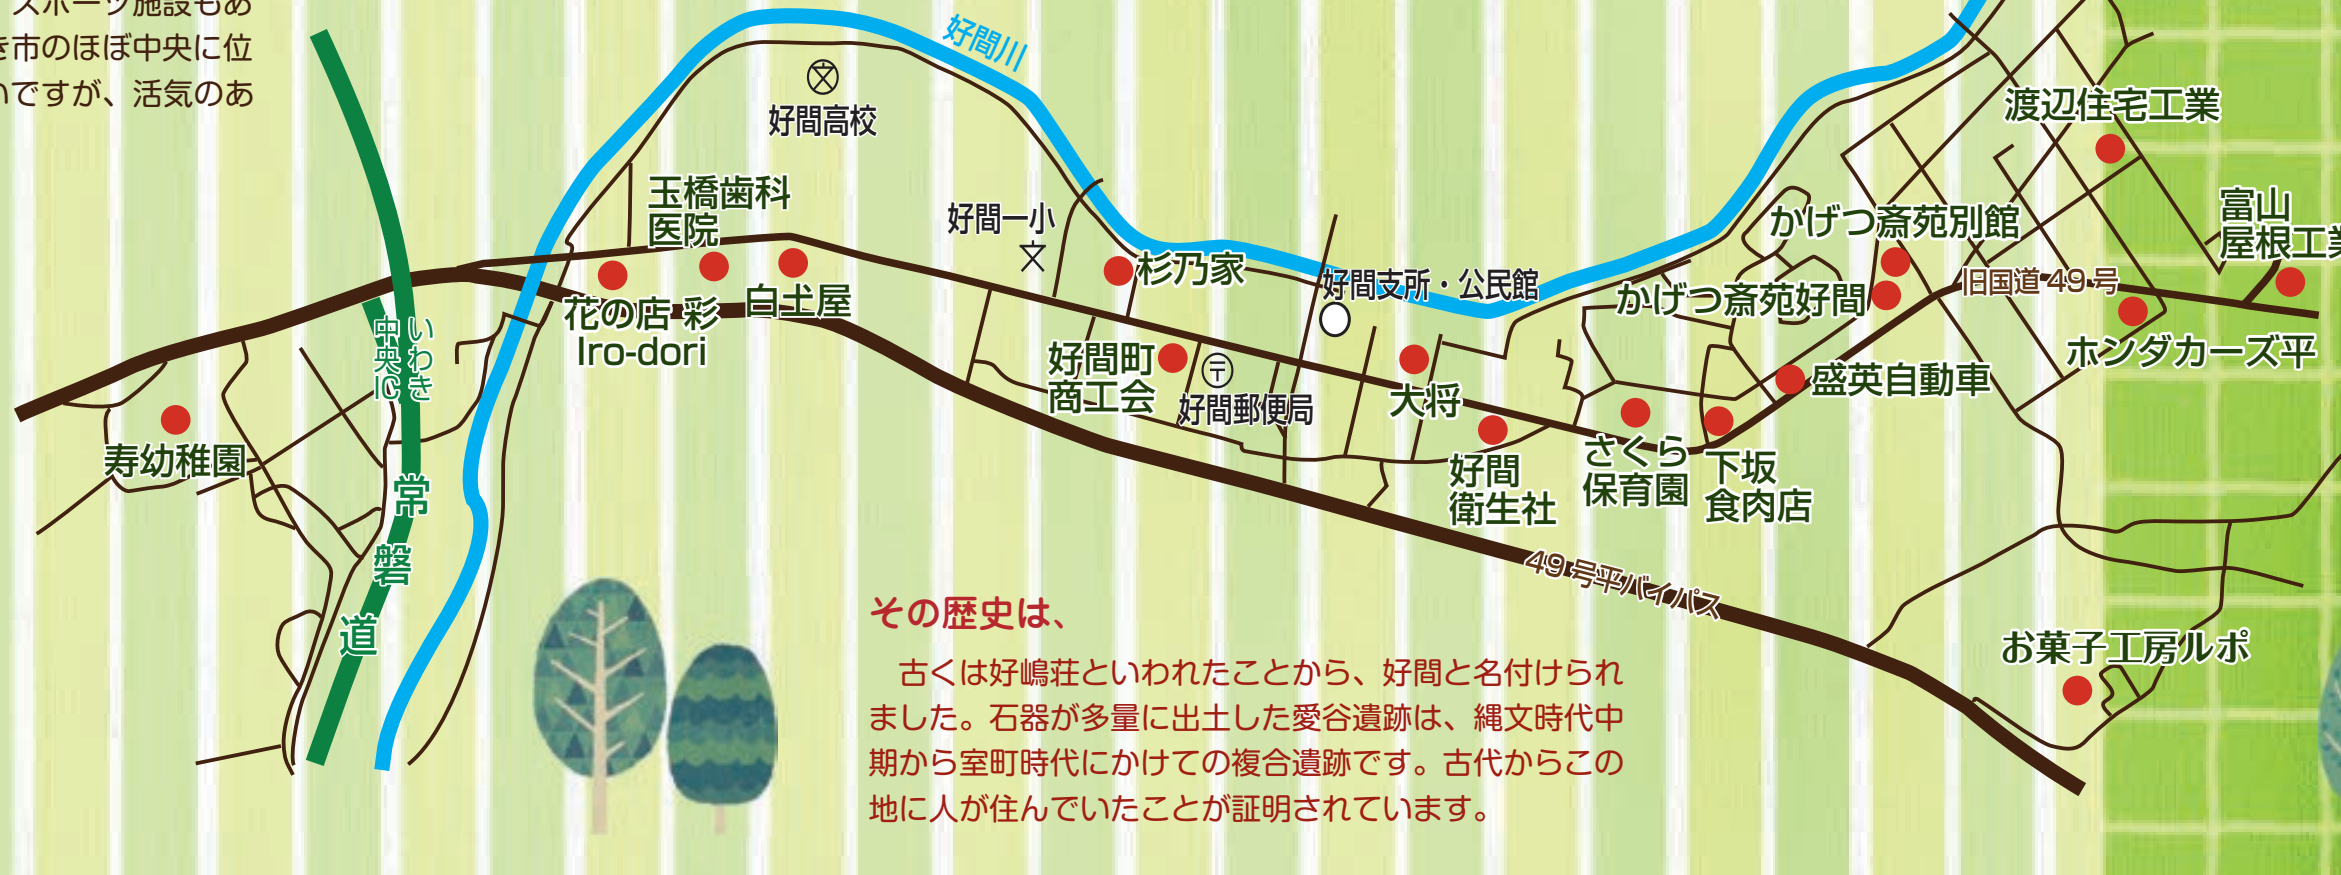 スポーツ施設もあ
き市のほぼ中央に位
いですが、活気のあ
好間川
好間高校
渡辺住宅工業
玉橋歯科
医院
好間一小
文
かげつ斎苑別館
富山
屋根工業
杉乃家
好間支所・公民館
旧国道49号
かげつ斎苑好間
花の店 彩
Iro-dori
白土屋
いわき
中央IC
好間町
商工会
〒
好間郵便局
大将
盛英自動車
ホンダカーズ平
寿幼稚園
好間
衛生社
さくら
保育園
下坂
食肉店
常磐道
49号平バイパス
お菓子工房ルポ
その歴史は、
古くは好嶋荘といわれたことから、好間と名付けられ
ました。石器が多量に出土した愛谷遺跡は、縄文時代中
期から室町時代にかけての複合遺跡です。古代からこの
地に人が住んでいたことが証明されています。